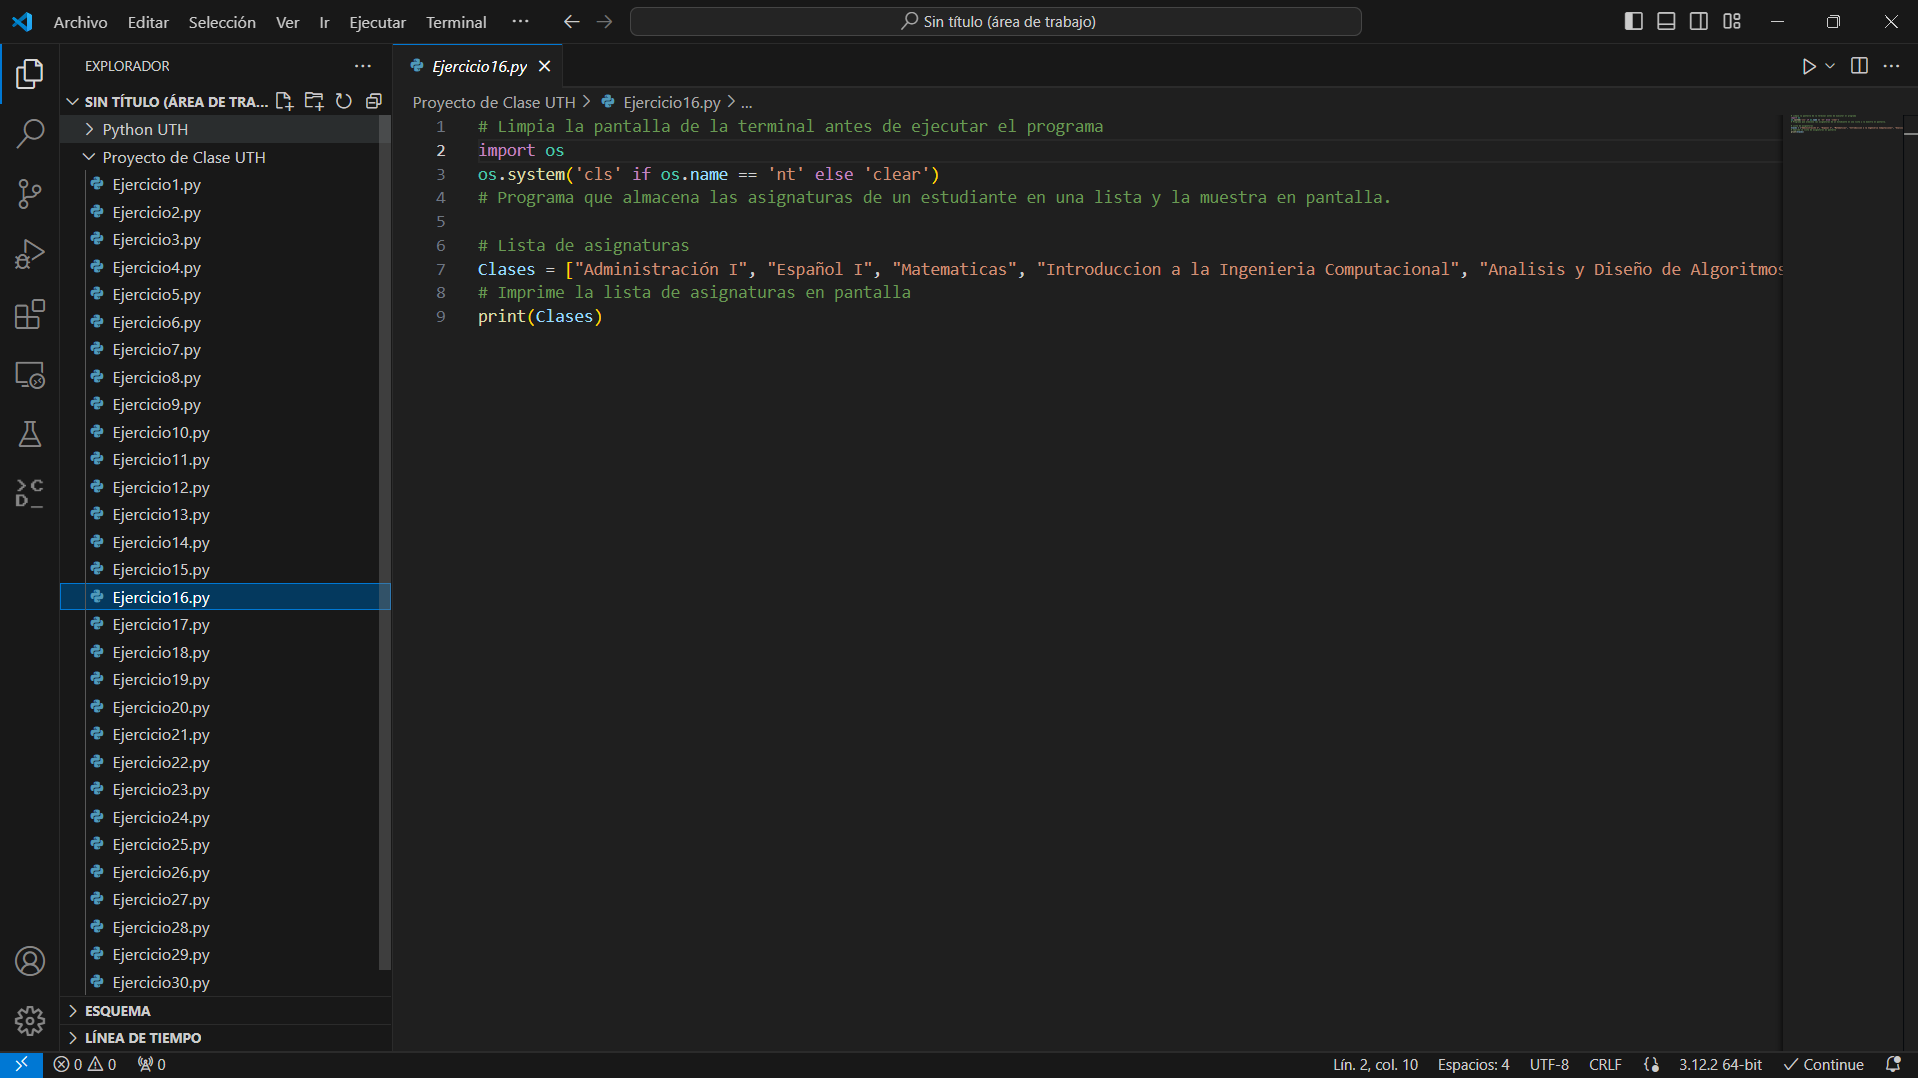 Archivo Editar Selección Ver Ir Ejecutar Terminal ··· Sin título (área de trabajo)
EXPLORADOR ···
SIN TÍTULO (ÁREA DE TRA...
Python UTH
Proyecto de Clase UTH
Ejercicio1.py
Ejercicio2.py
Ejercicio3.py
Ejercicio4.py
Ejercicio5.py
Ejercicio6.py
Ejercicio7.py
Ejercicio8.py
Ejercicio9.py
Ejercicio10.py
Ejercicio11.py
Ejercicio12.py
Ejercicio13.py
Ejercicio14.py
Ejercicio15.py
Ejercicio16.py
Ejercicio17.py
Ejercicio18.py
Ejercicio19.py
Ejercicio20.py
Ejercicio21.py
Ejercicio22.py
Ejercicio23.py
Ejercicio24.py
Ejercicio25.py
Ejercicio26.py
Ejercicio27.py
Ejercicio28.py
Ejercicio29.py
Ejercicio30.py
ESQUEMA
LÍNEA DE TIEMPO
Ejercicio16.py
Proyecto de Clase UTH > Ejercicio16.py > ...
1 # Limpia la pantalla de la terminal antes de ejecutar el programa
2 import os
3 os.system('cls' if os.name == 'nt' else 'clear')
4 # Programa que almacena las asignaturas de un estudiante en una lista y la muestra en pantalla.
5
6 # Lista de asignaturas
7 Clases = ["Administración I", "Español I", "Matematicas", "Introduccion a la Ingenieria Computacional", "Analisis y Diseño de Algoritmos
8 # Imprime la lista de asignaturas en pantalla
9 print(Clases)
0 0 0 Lín. 2, col. 10 Espacios: 4 UTF-8 CRLF 3.12.2 64-bit Continue